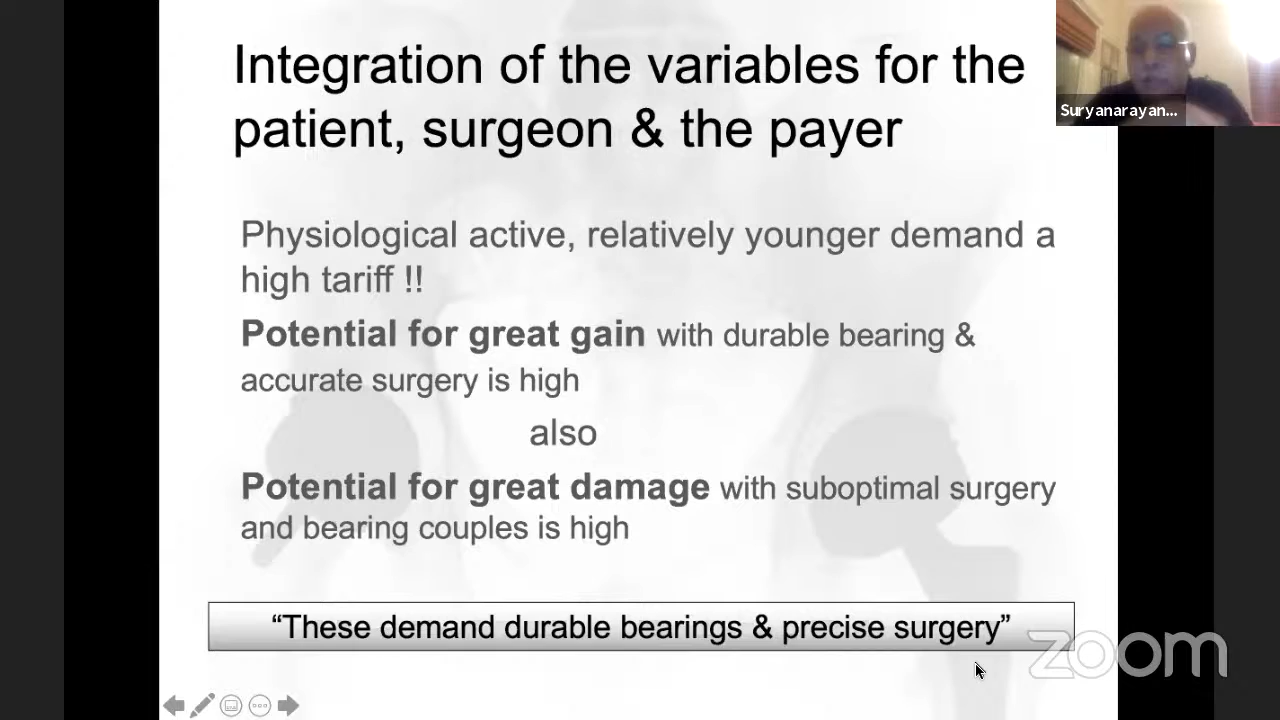 Integration of the variables for the
patient, surgeon & the payer
Suryanarayan...
Physiological active, relatively younger demand a
high tariff !!
Potential for great gain with durable bearing &
accurate surgery is high
also
Potential for great damage with suboptimal surgery
and bearing couples is high
“These demand durable bearings & precise surgery”
zoom